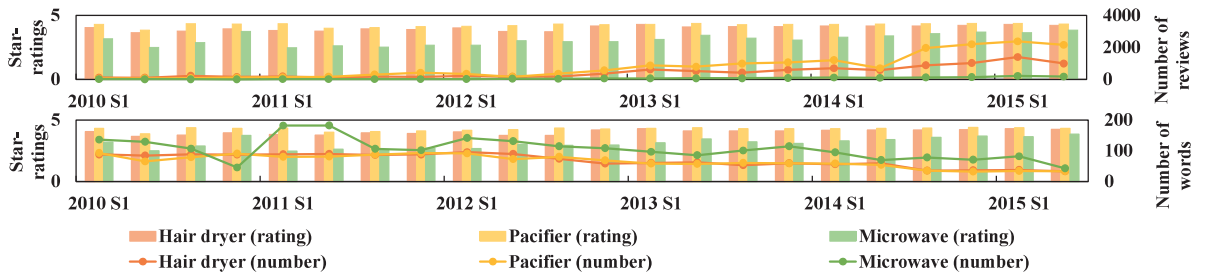 5
Star-
ratings
0
4000
2000
0
Number of
reviews
2010 S1 2011 S1 2012 S1 2013 S1 2014 S1 2015 S1
5
Star-
ratings
0
200
100
0
Number of
words
2010 S1 2011 S1 2012 S1 2013 S1 2014 S1 2015 S1
Hair dryer (rating) Pacifier (rating) Microwave (rating)
Hair dryer (number) Pacifier (number) Microwave (number)